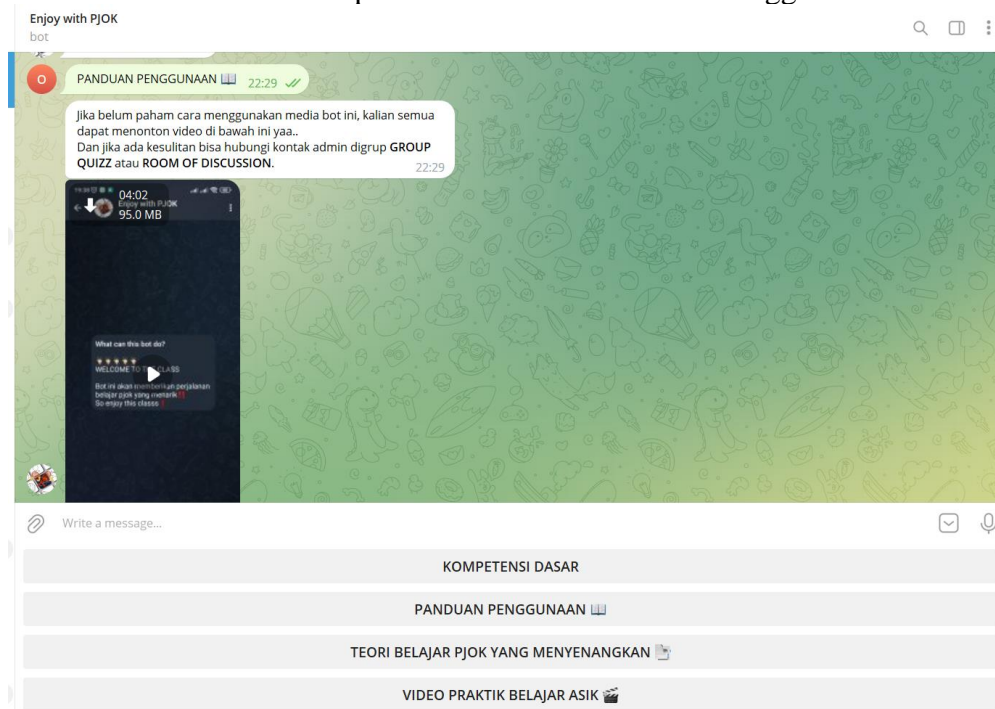 Enjoy with PJOK
bot
O
PANDUAN PENGGUNAAN 📖 22:29
Jika belum paham cara menggunakan media bot ini, kalian semua
dapat menonton video di bawah ini yaa..
Dan jika ada kesulitan bisa hubungi kontak admin digrup GROUP
QUIZZ atau ROOM OF DISCUSSION.
22:29
04:02
Enjoy with PJOK
95.0 MB
What can this bot do?
WELCOME TO CLASS
Bot ini akan memberikan perjalanan
belajar pjok yang menarik
So enjoy this classs
Write a message...
KOMPETENSI DASAR
PANDUAN PENGGUNAAN 📖
TEORI BELAJAR PJOK YANG MENYENANGKAN
VIDEO PRAKTIK BELAJAR ASIK 🎬